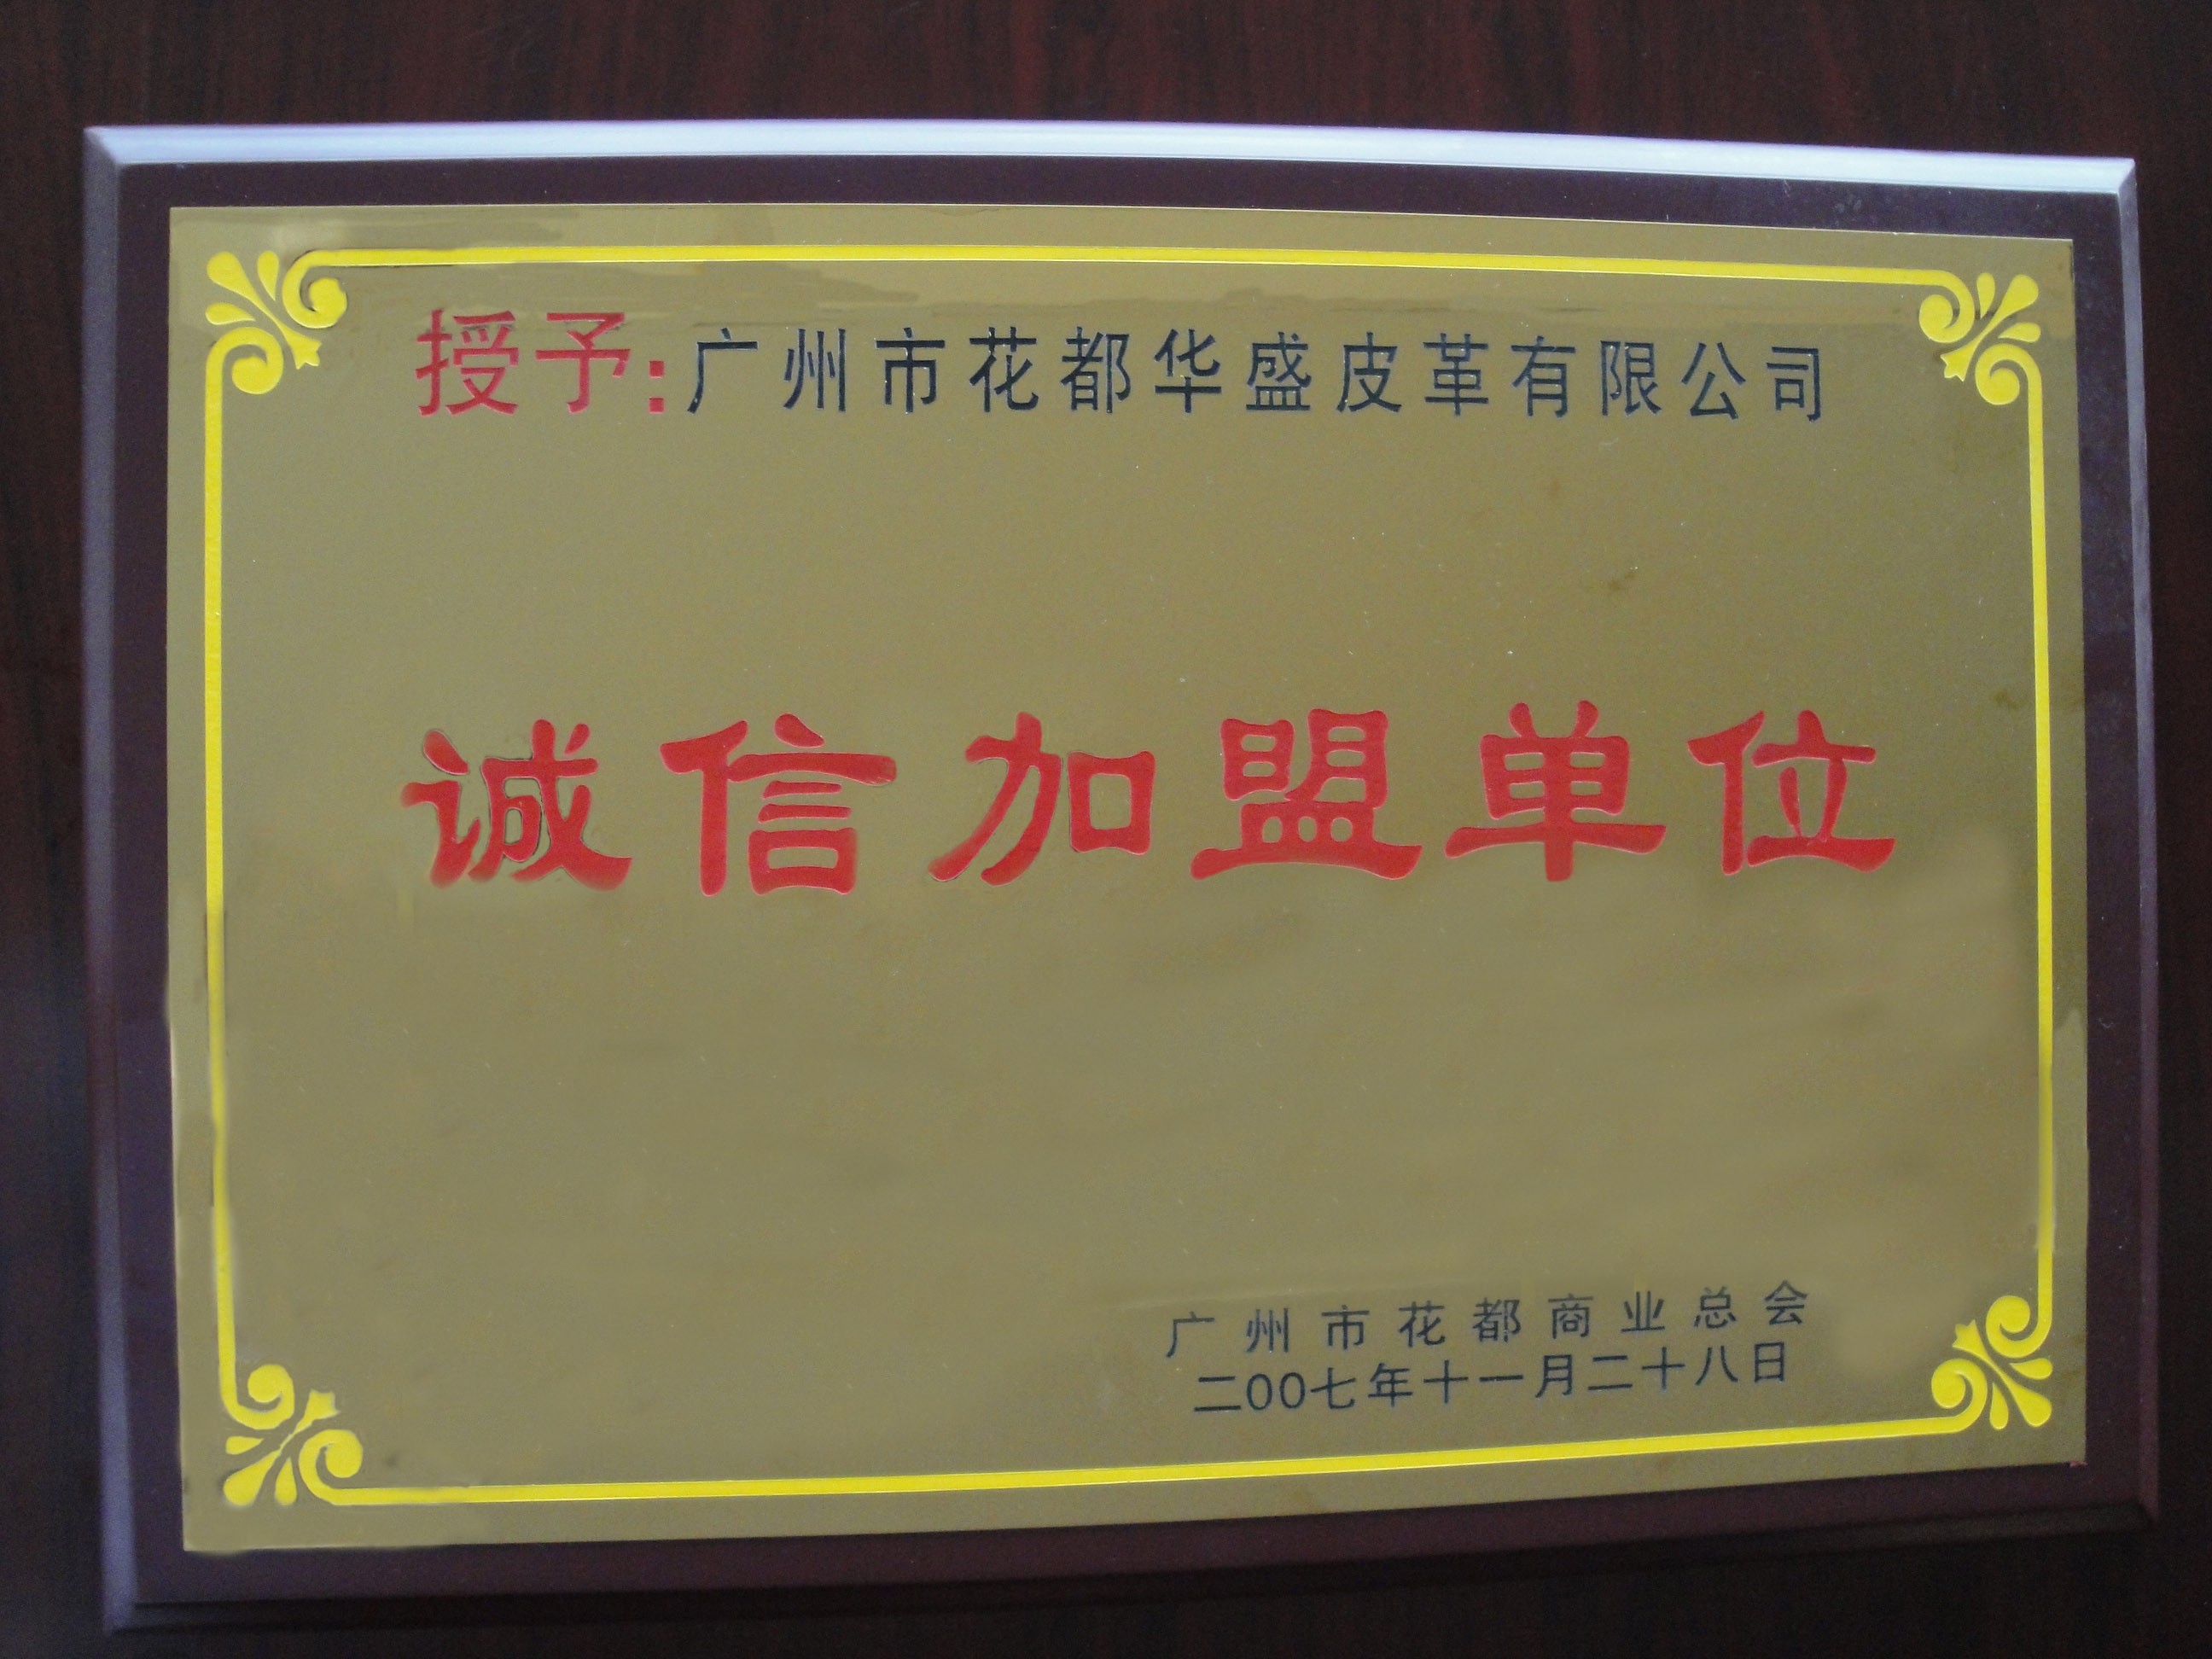 授予:广州市花都华盛皮革有限公司
诚信加盟单位
广州市花都商业总会
二00七年十一月二十八日